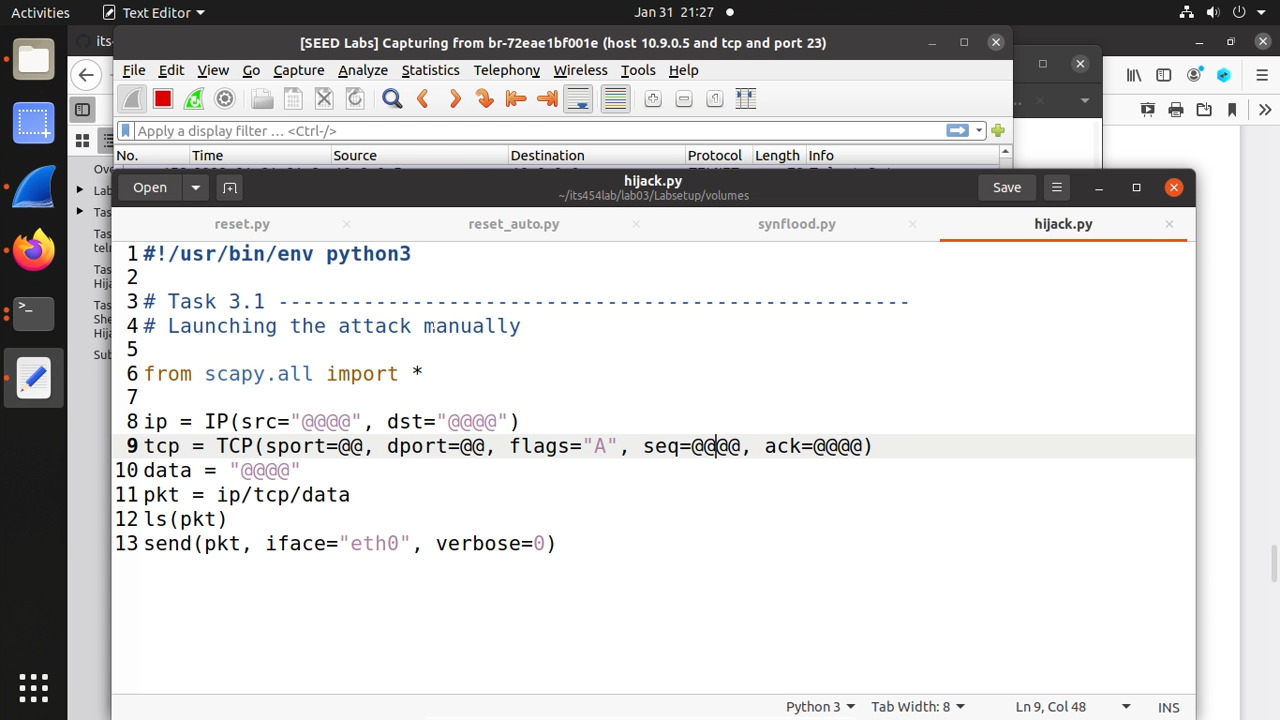 Activities Text Editor Jan 31 21:27
its
[SEED Labs] Capturing from br-72eae1bf001e (host 10.9.0.5 and tcp and port 23)
File Edit View Go Capture Analyze Statistics Telephony Wireless Tools Help
Apply a display filter … <Ctrl-/>
No. Time Source Destination Protocol Length Info
Open hijack.py Save
~/its454lab/lab03/Labsetup/volumes
reset.py reset_auto.py synflood.py hijack.py
1 #!/usr/bin/env python3
2
3 # Task 3.1 ----------------------------------------------------
4 # Launching the attack manually
5
6 from scapy.all import *
7
8 ip = IP(src="@@@@", dst="@@@@")
9 tcp = TCP(sport=@@, dport=@@, flags="A", seq=@@@@, ack=@@@@)
10 data = "@@@@"
11 pkt = ip/tcp/data
12 ls(pkt)
13 send(pkt, iface="eth0", verbose=0)
Python 3 Tab Width: 8 Ln 9, Col 48 INS